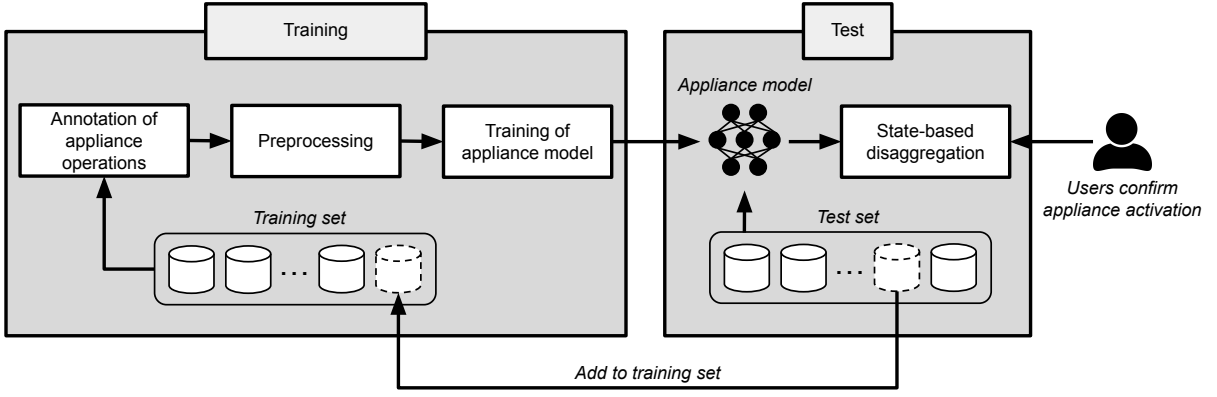 Training
Test
Annotation of
appliance
operations
Preprocessing
Training of
appliance model
Appliance model
State-based
disaggregation
Users confirm
appliance activation
Training set
...
Test set
...
Add to training set